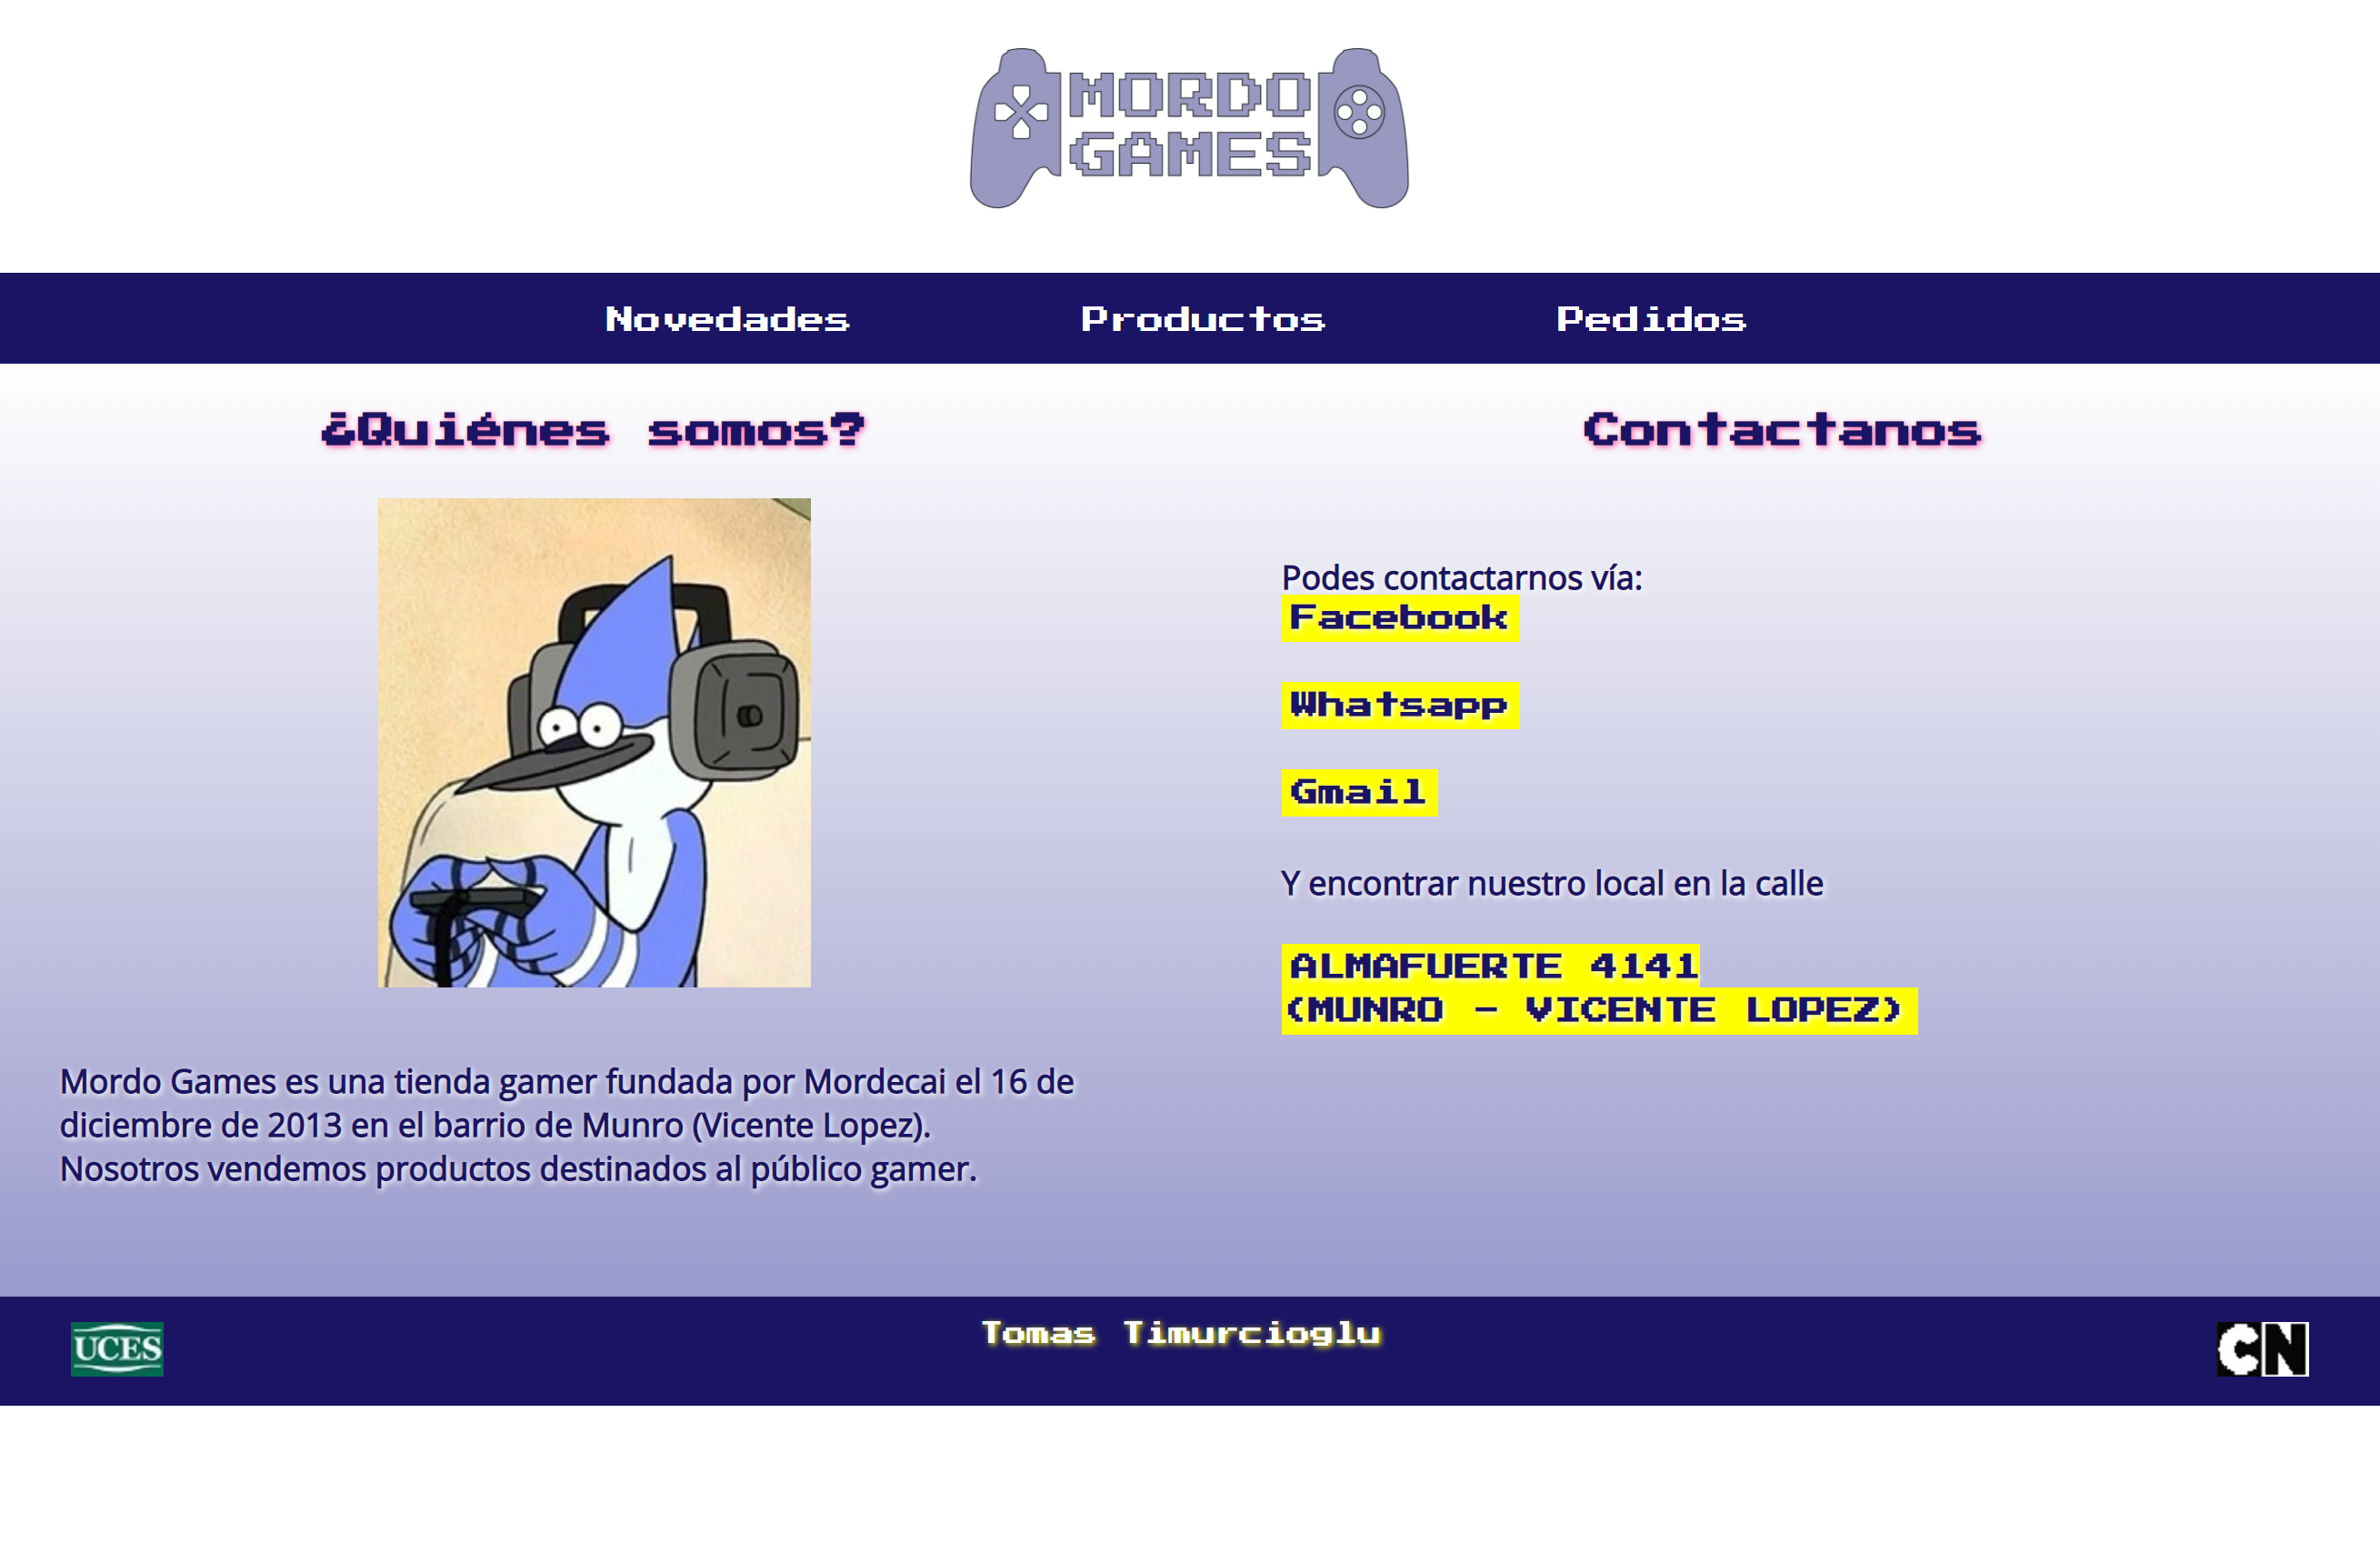 MORDO
GAMES
Novedades
Productos
Pedidos
¿Quiénes somos?
Mordo Games es una tienda gamer fundada por Mordecai el 16 de
diciembre de 2013 en el barrio de Munro (Vicente Lopez).
Nosotros vendemos productos destinados al público gamer.
Contactanos
Podes contactarnos vía:
Facebook
Whatsapp
Gmail
Y encontrar nuestro local en la calle
ALMAFUERTE 4141
(MUNRO - VICENTE LOPEZ)
UCES
Tomas Timurcioglu
CN